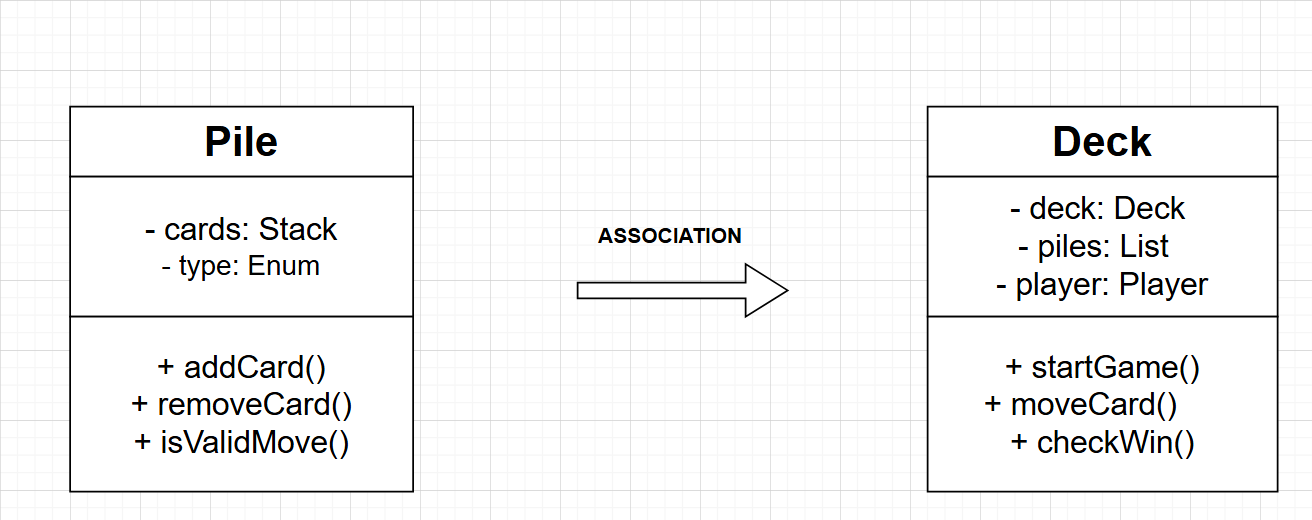 Pile
- cards: Stack
- type: Enum
+ addCard()
+ removeCard()
+ isValidMove()
ASSOCIATION
Deck
- deck: Deck
- piles: List
- player: Player
+ startGame()
+ moveCard()
+ checkWin()